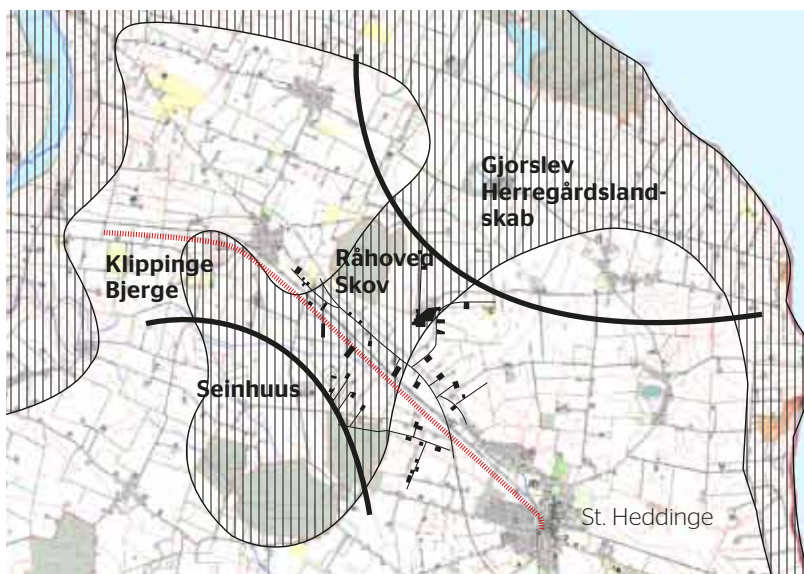 Gjorslev
Herregårdsland-
skab
Råhoved
Skov
Klippinge
Bjerge
Seinhuus
St. Heddinge